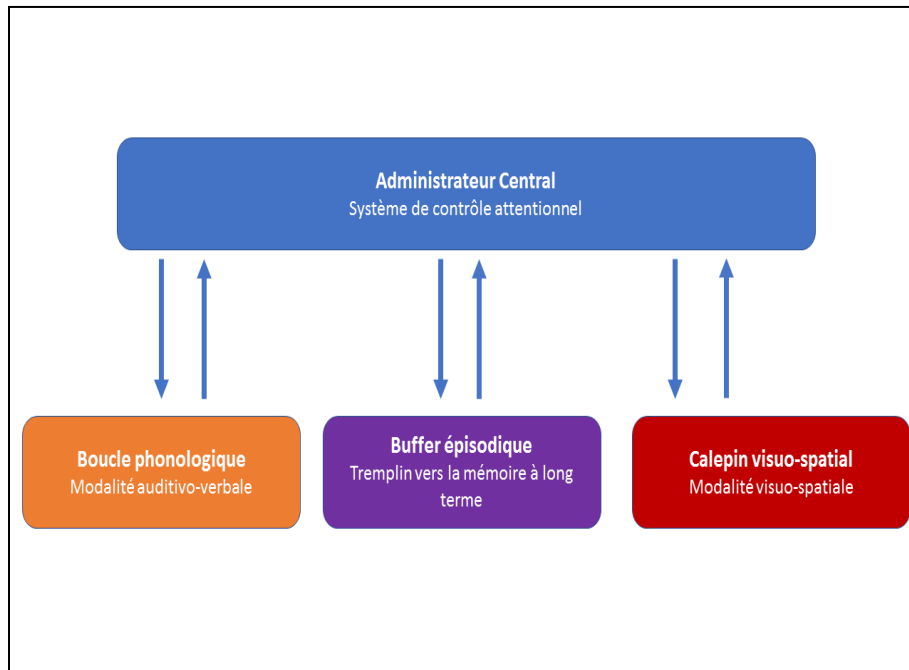 Administrateur Central
Système de contrôle attentionnel
Boucle phonologique
Modalité auditivo-verbale
Buffer épisodique
Tremplin vers la mémoire à long
terme
Calepin visuo-spatial
Modalité visuo-spatiale